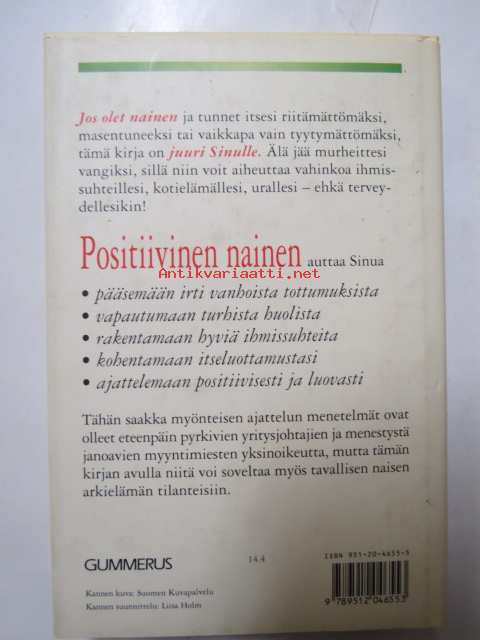 Jos olet nainen ja tunnet itsesi riitämättömäksi,
masentuneeksi tai vaikkapa vain tyytymättömäksi,
tämä kirja on juuri Sinulle. Älä jää murheittesi
vangiksi, sillä niin voit aiheuttaa vahinkoa ihmis-
suhteillesi, kotielämällesi, urallesi – ehkä tervey-
dellesikin!
Positiivinen nainen auttaa Sinua
Antikvariaatti.net
• pääsemään irti vanhoista tottumuksista
• vapautumaan turhista huolista
• rakentamaan hyviä ihmissuhteita
• kohentamaan itseluottamustasi
• ajattelemaan positiivisesti ja luovasti
Tähän saakka myönteisen ajattelun menetelmät ovat
olleet eteenpäin pyrkivien yritysjohtajien ja menestystä
janoavien myyntimiesten yksinoikeutta, mutta tämän
kirjan avulla niitä voi soveltaa myös tavallisen naisen
arkielämän tilanteisiin.
GUMMERUS
14.4
ISBN 951-20-4655-3
Kannen kuva: Suomen Kuvapalvelu
Kannen suunnittelu: Liisa Holm
9 789512 046553